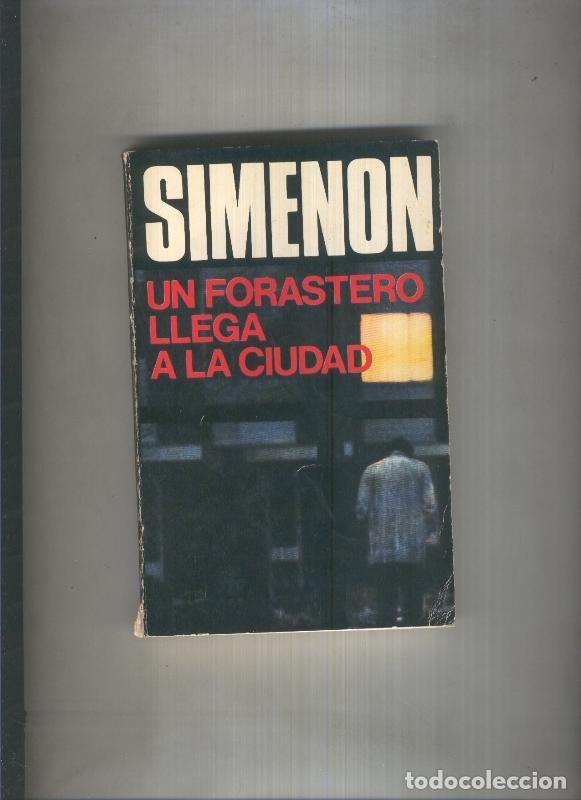 SIMENON
UN FORASTERO
LLEGA
A LA CIUDAD
todocoleccion